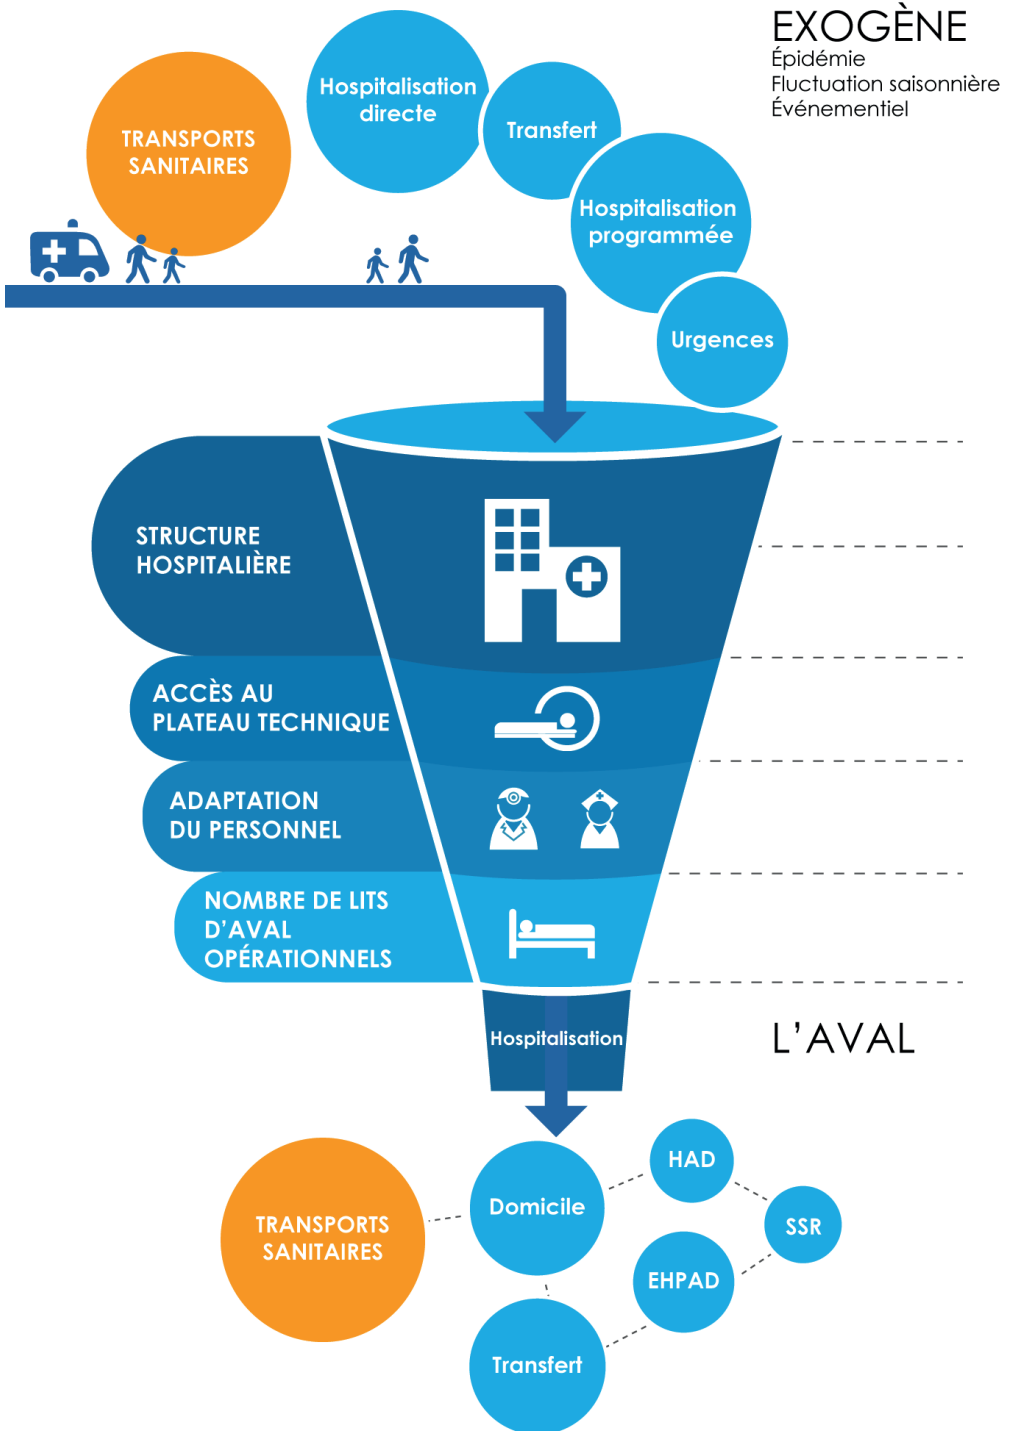 EXOGÈNE
Épidémie
Fluctuation saisonnière
Événementiel
Hospitalisation
directe
Transfert
TRANSPORTS
SANITAIRES
Hospitalisation
programmée
Urgences
STRUCTURE
HOSPITALIÈRE
ACCÈS AU
PLATEAU TECHNIQUE
ADAPTATION
DU PERSONNEL
NOMBRE DE LITS
D'AVAL
OPÉRATIONNELS
Hospitalisation
L'AVAL
HAD
Domicile
SSR
TRANSPORTS
SANITAIRES
EHPAD
Transfert